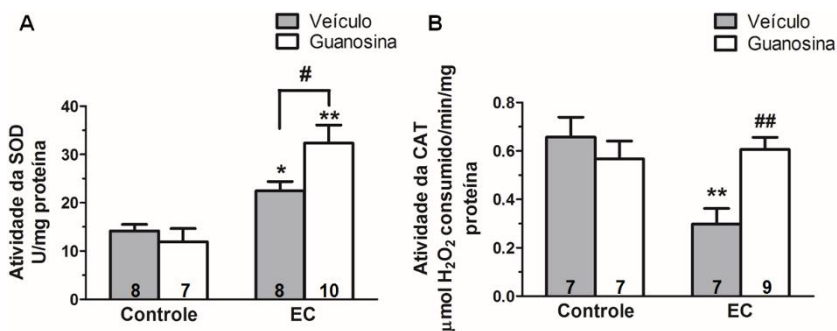 A
Veículo
Guanosina
Atividade da SOD
U/mg proteína
40
30
20
10
0
#
*
**
8
7
8
10
Controle
EC
B
Veículo
Guanosina
Atividade da CAT
μmol H₂O₂ consumido/min/mg
proteína
0.8
0.6
0.4
0.2
0.0
**
##
7
7
7
9
Controle
EC